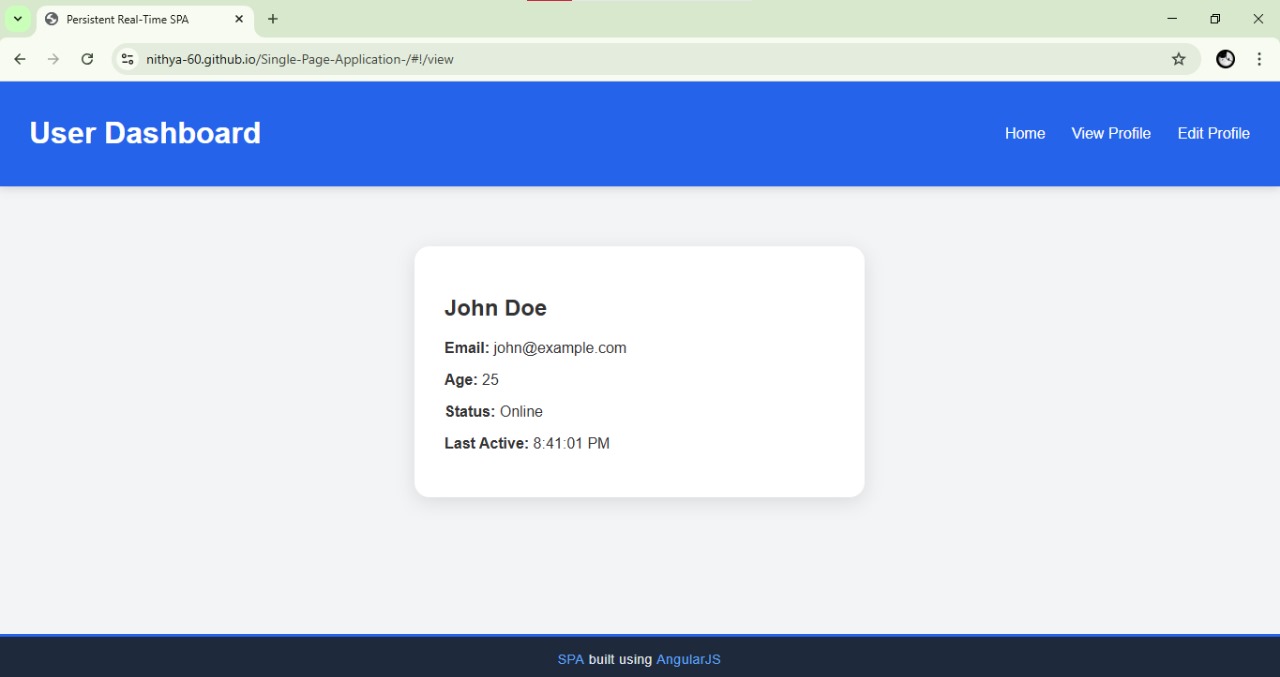 Persistent Real-Time SPA
nithya-60.github.io/Single-Page-Application-/#!/view
User Dashboard
Home View Profile Edit Profile
John Doe
Email: john@example.com
Age: 25
Status: Online
Last Active: 8:41:01 PM
SPA built using AngularJS